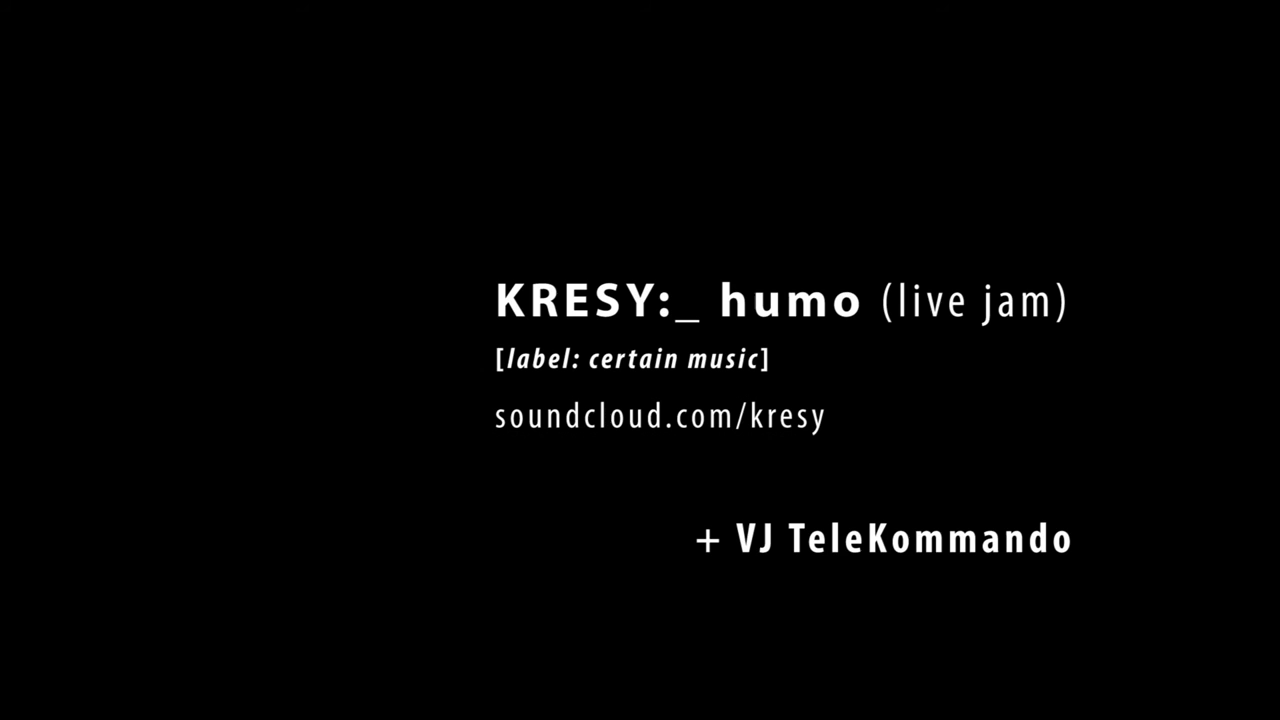 KRESY:_ humo (live jam)
[label: certain music]
soundcloud.com/kresy
+ VJ TeleKommando